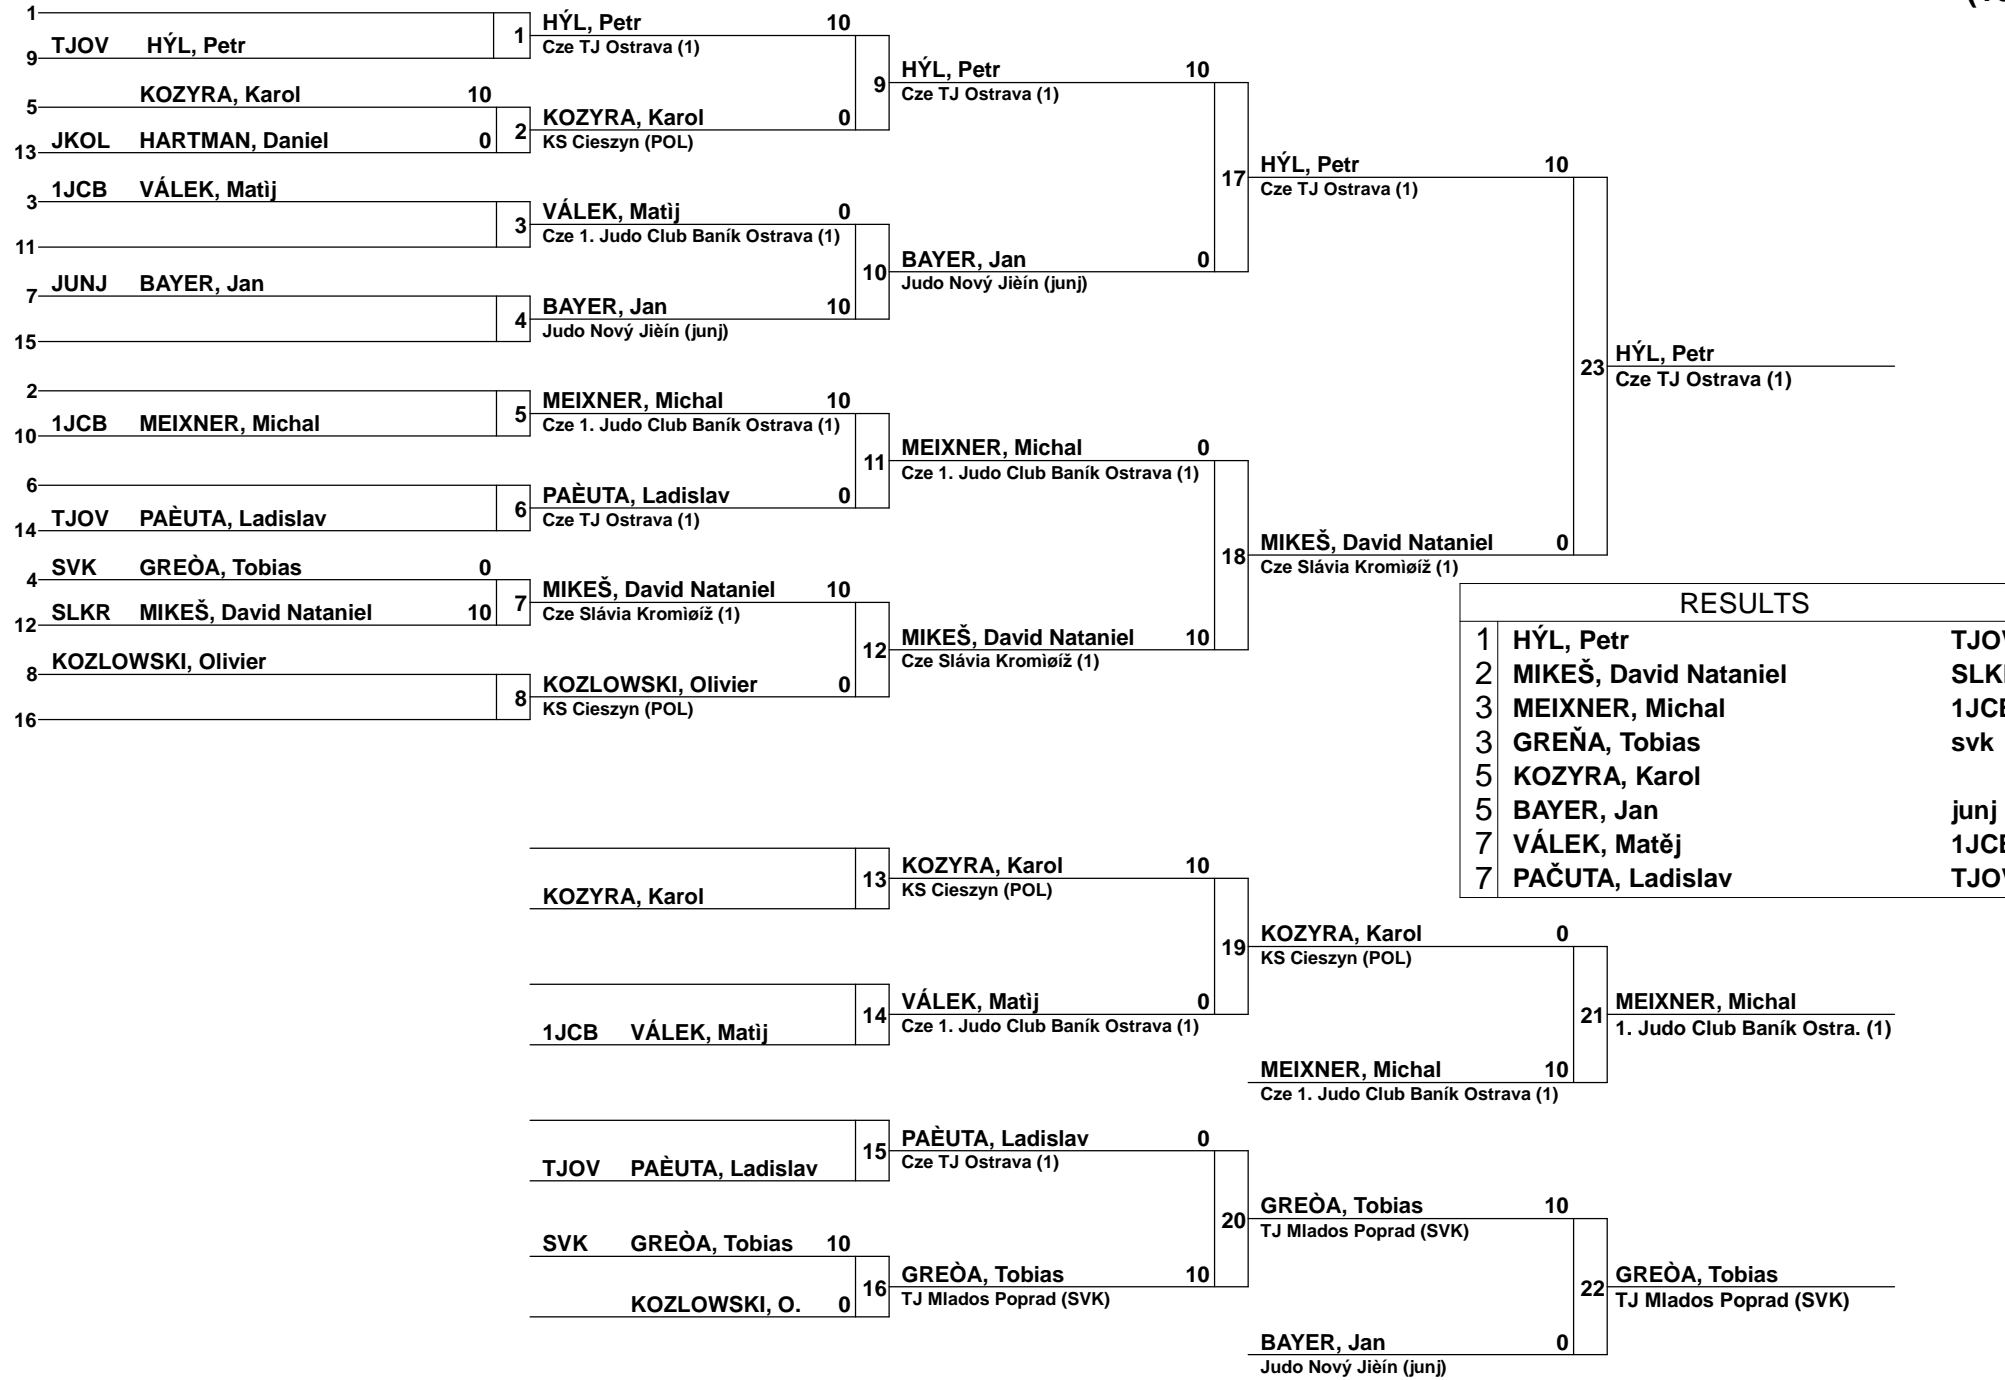 1
TJOV HÝL, Petr
9
1
HÝL, Petr 10
Cze TJ Ostrava (1)
KOZYRA, Karol 10
5
JKOL HARTMAN, Daniel 0
13
2
KOZYRA, Karol 0
KS Cieszyn (POL)
9
HÝL, Petr 10
Cze TJ Ostrava (1)
1JCB VÁLEK, Matìj
3
11
3
VÁLEK, Matìj 0
Cze 1. Judo Club Baník Ostrava (1)
JUNJ BAYER, Jan
7
15
4
BAYER, Jan 10
Judo Nový Jièín (junj)
10
BAYER, Jan 0
Judo Nový Jièín (junj)
17
HÝL, Petr 10
Cze TJ Ostrava (1)
2
1JCB MEIXNER, Michal
10
5
MEIXNER, Michal 10
Cze 1. Judo Club Baník Ostrava (1)
6
TJOV PAÈUTA, Ladislav
14
6
PAÈUTA, Ladislav 0
Cze TJ Ostrava (1)
11
MEIXNER, Michal 0
Cze 1. Judo Club Baník Ostrava (1)
SVK GREÒA, Tobias 0
4
SLKR MIKEŠ, David Nataniel 10
12
7
MIKEŠ, David Nataniel 10
Cze Slávia Kromìøíž (1)
KOZLOWSKI, Olivier
8
16
8
KOZLOWSKI, Olivier 0
KS Cieszyn (POL)
12
MIKEŠ, David Nataniel 10
Cze Slávia Kromìøíž (1)
18
MIKEŠ, David Nataniel 0
Cze Slávia Kromìøíž (1)
23
HÝL, Petr
Cze TJ Ostrava (1)
RESULTS
1 HÝL, Petr TJOV
2 MIKEŠ, David Nataniel SLK
3 MEIXNER, Michal 1JCB
3 GREŇA, Tobias svk
5 KOZYRA, Karol
5 BAYER, Jan junj
7 VÁLEK, Matěj 1JCB
7 PAČUTA, Ladislav TJOV
KOZYRA, Karol
13
KOZYRA, Karol 10
KS Cieszyn (POL)
1JCB VÁLEK, Matìj
14
VÁLEK, Matìj 0
Cze 1. Judo Club Baník Ostrava (1)
19
KOZYRA, Karol 0
KS Cieszyn (POL)
MEIXNER, Michal 10
Cze 1. Judo Club Baník Ostrava (1)
21
MEIXNER, Michal
1. Judo Club Baník Ostra. (1)
TJOV PAÈUTA, Ladislav
15
PAÈUTA, Ladislav 0
Cze TJ Ostrava (1)
SVK GREÒA, Tobias 10
KOZLOWSKI, O. 0
16
GREÒA, Tobias 10
TJ Mlados Poprad (SVK)
20
GREÒA, Tobias 10
TJ Mlados Poprad (SVK)
BAYER, Jan 0
Judo Nový Jièín (junj)
22
GREÒA, Tobias
TJ Mlados Poprad (SVK)